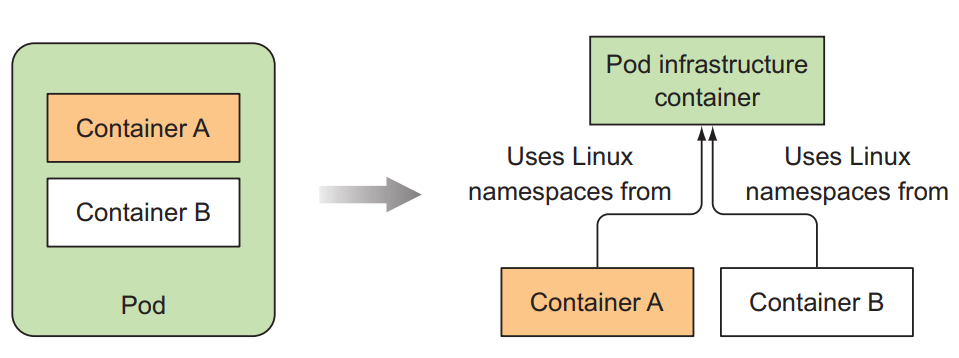 Container A
Container B
Pod
Pod infrastructure
container
Uses Linux
namespaces from
Uses Linux
namespaces from
Container A
Container B